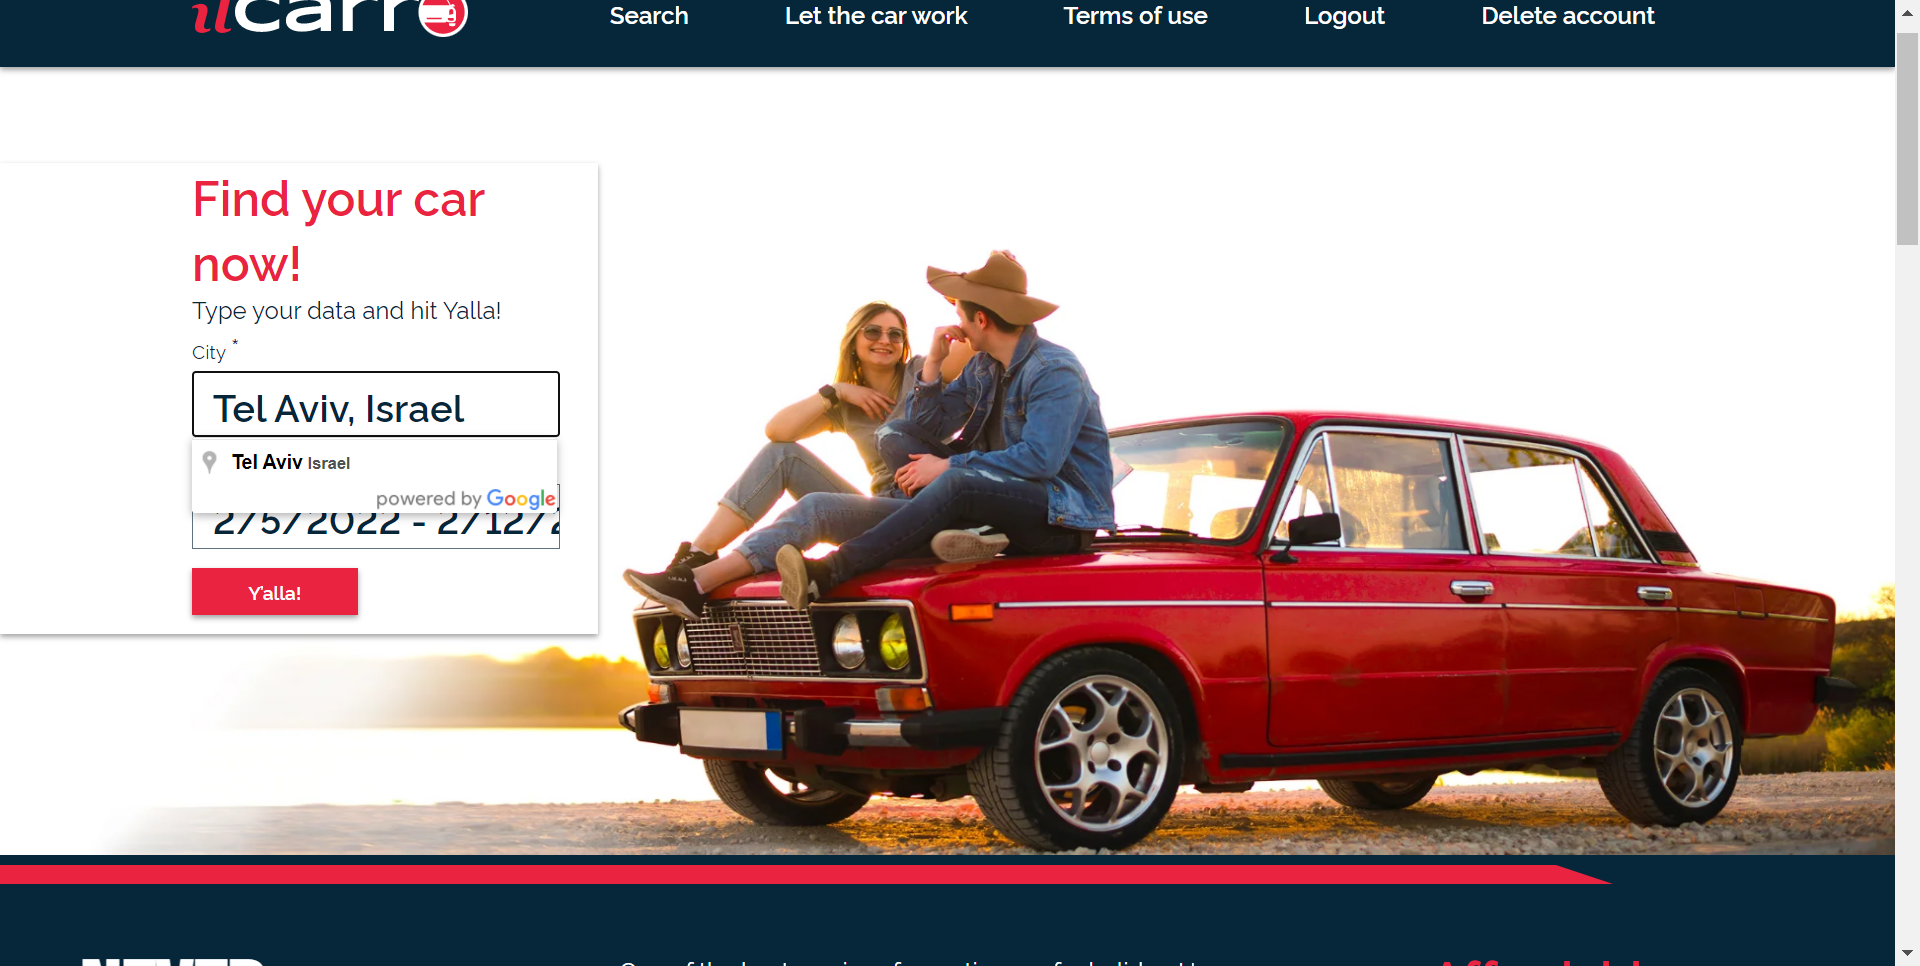 ilcarro
Search
Let the car work
Terms of use
Logout
Delete account
Find your car
now!
Type your data and hit Yalla!
City *
Tel Aviv, Israel
Tel Aviv Israel
powered by Google
2/5/2022 - 2/12/2
Y'alla!
NEVER